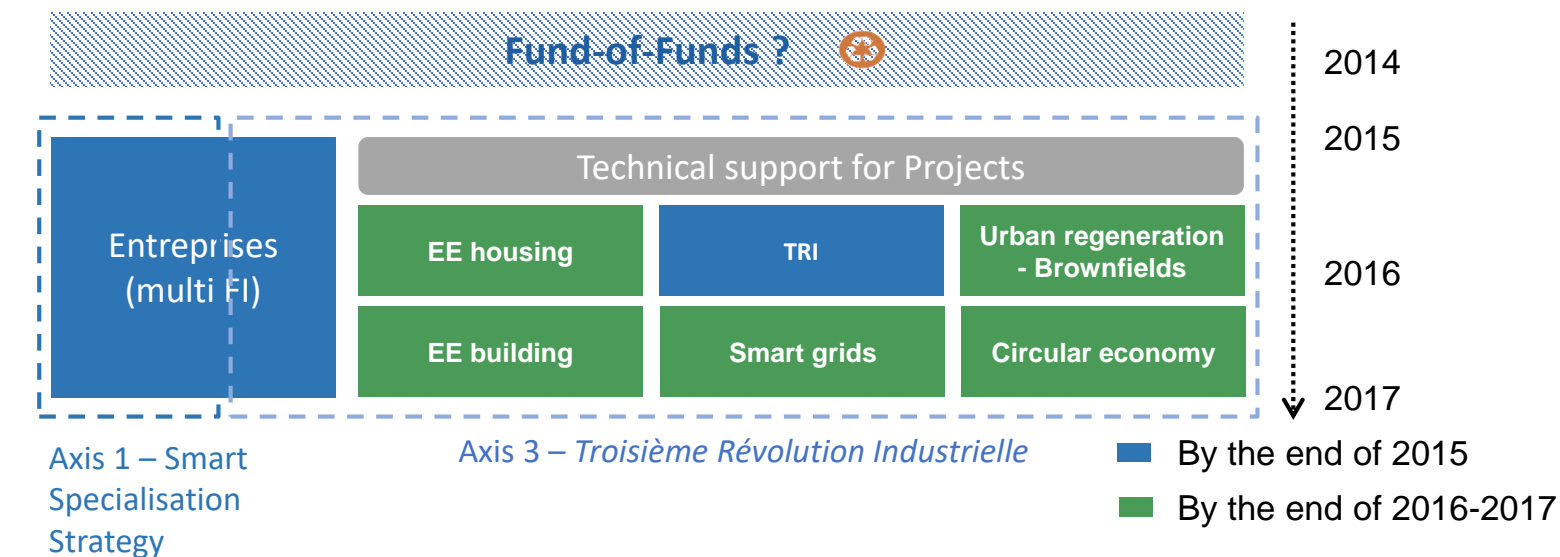 Fund-of-Funds ?
2014
2015
Technical support for Projects
Entreprises
(multi FI)
EE housing
TRI
Urban regeneration
- Brownfields
2016
EE building
Smart grids
Circular economy
2017
Axis 1 – Smart
Specialisation
Strategy
Axis 3 – Troisième Révolution Industrielle
By the end of 2015
By the end of 2016-2017